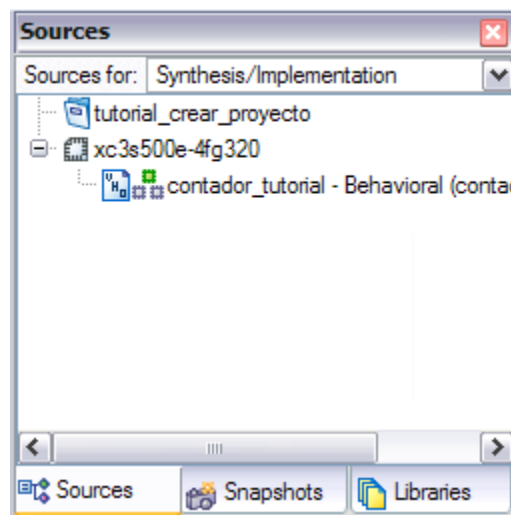 Sources
Sources for: Synthesis/Implementation
tutorial_crear_proyecto
xc3s500e-4fg320
contador_tutorial - Behavioral (conta
Sources Snapshots Libraries